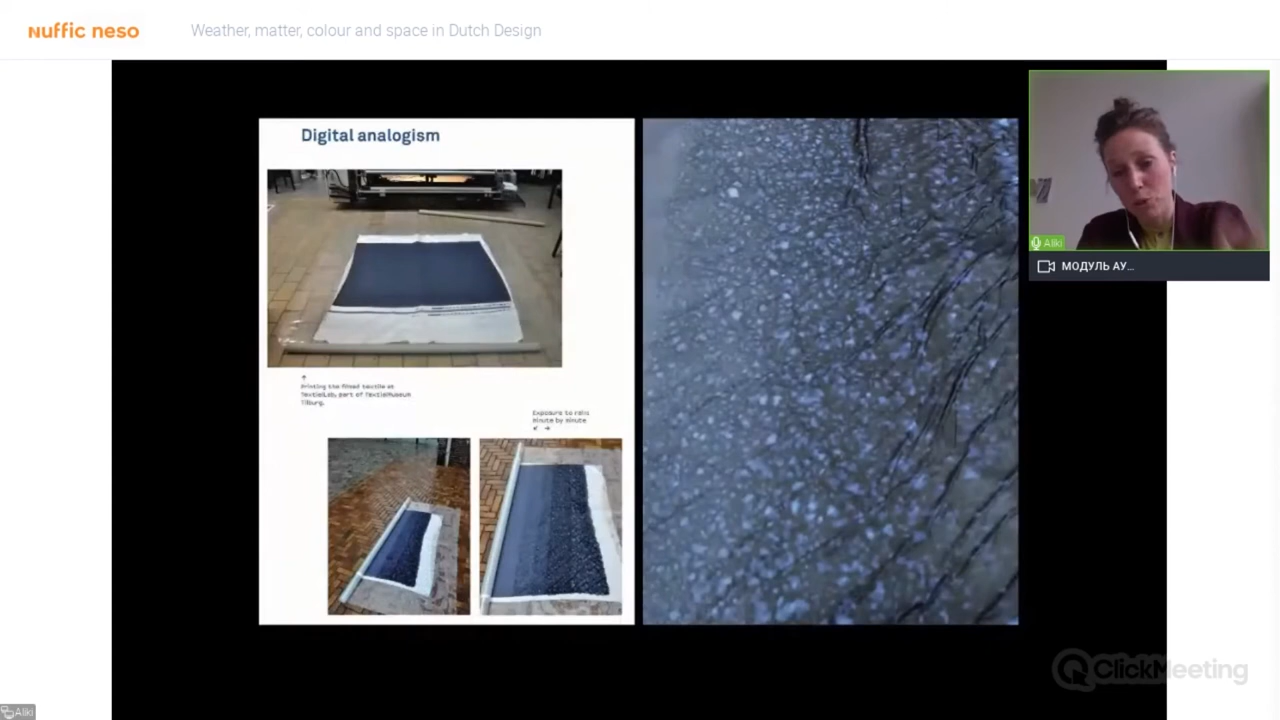 nuffic neso
Weather, matter, colour and space in Dutch Design
Digital analogism
Printing the filmed textile at
TextielLab, part of TextielMuseum
Tilburg.
Exposure to rain:
minute by minute
Aliki
МОДУЛЬ АУ...
ClickMeeting
Aliki